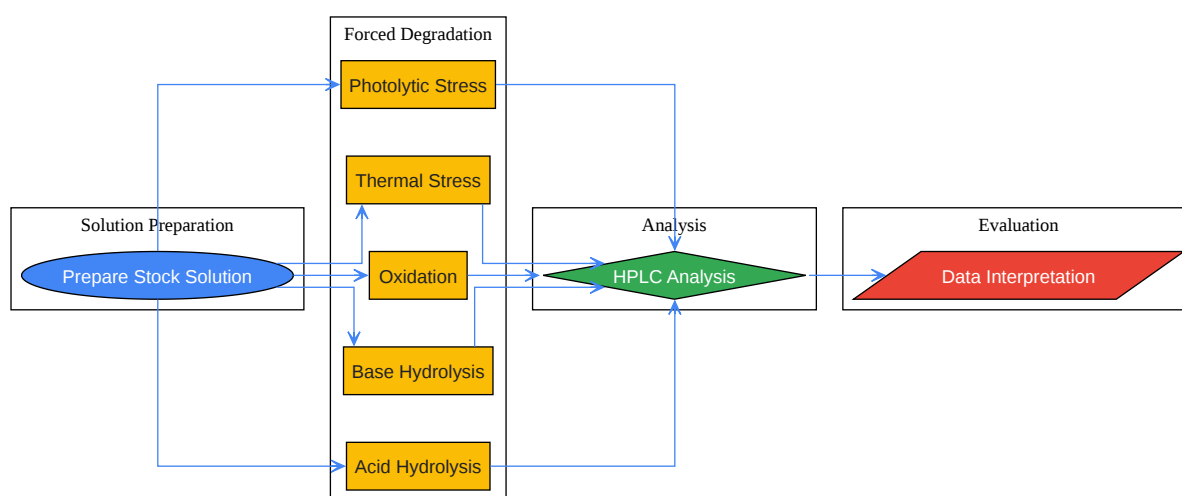 Forced Degradation
Photolytic Stress
Thermal Stress
Solution Preparation
Analysis
Evaluation
Prepare Stock Solution
Oxidation
HPLC Analysis
Data Interpretation
Base Hydrolysis
Acid Hydrolysis